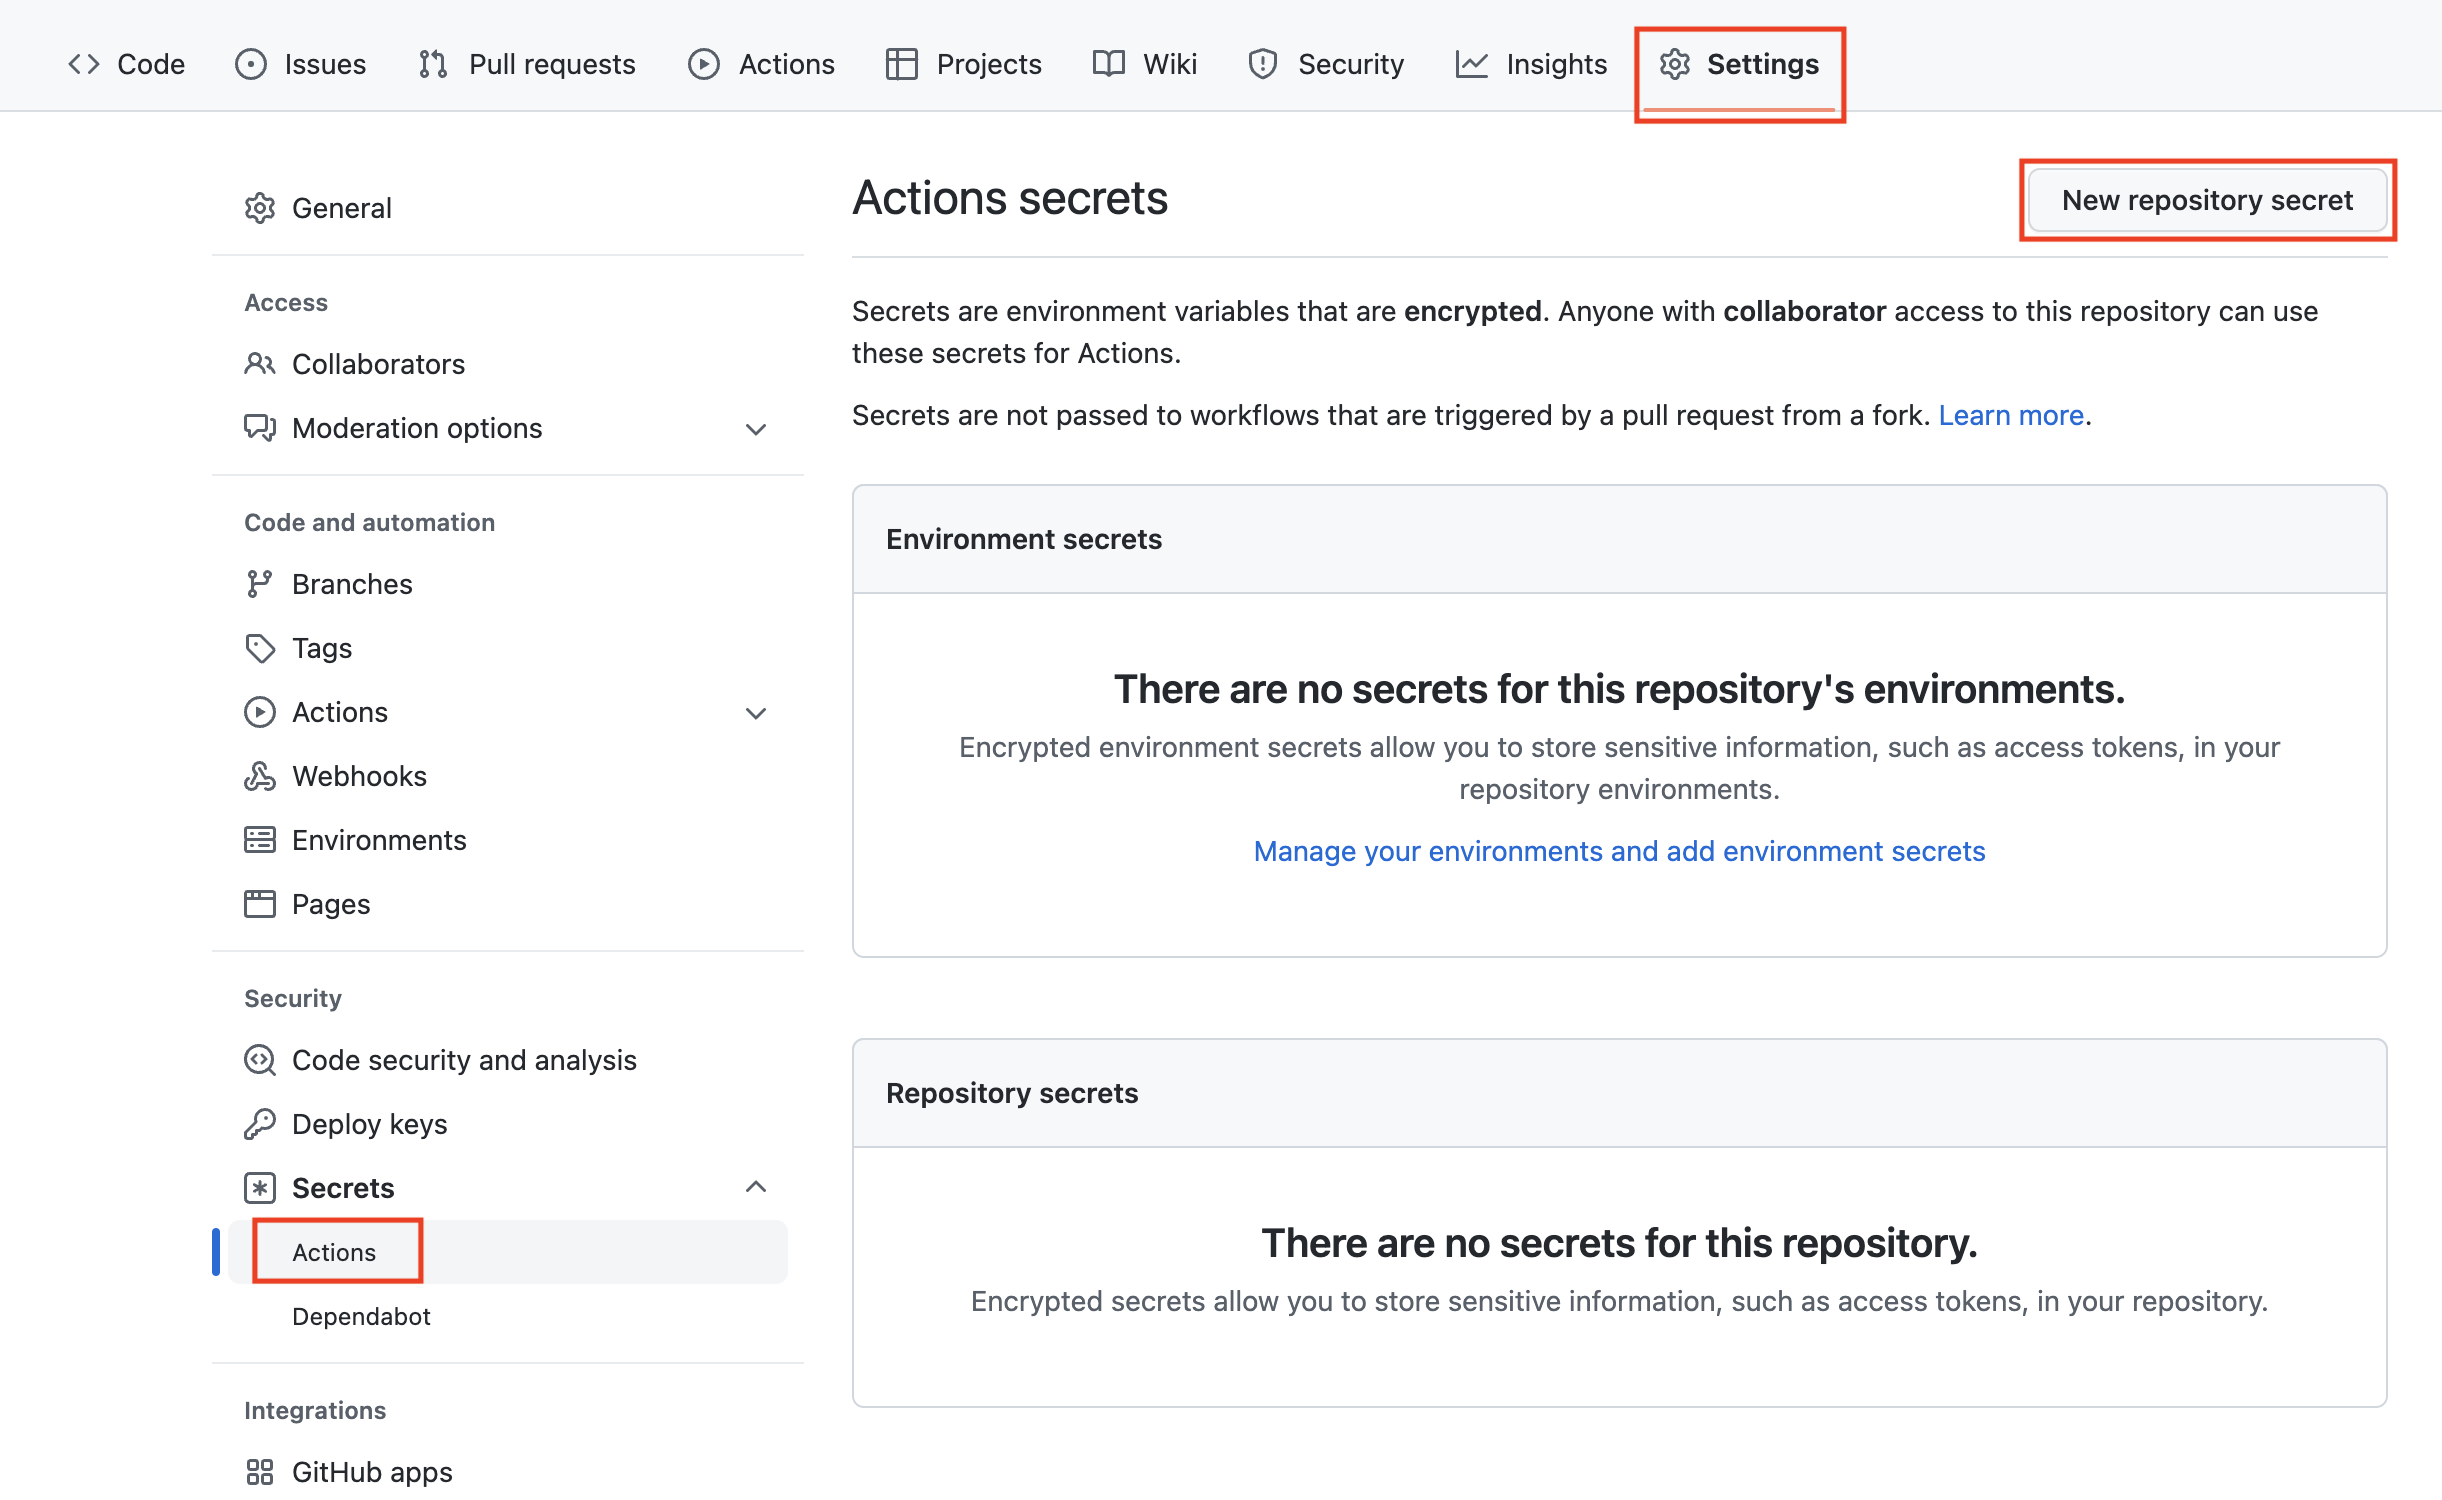 Code Issues Pull requests Actions Projects Wiki Security Insights Settings
General
Access
Collaborators
Moderation options
Code and automation
Branches
Tags
Actions
Webhooks
Environments
Pages
Security
Code security and analysis
Deploy keys
Secrets
Actions
Dependabot
Integrations
GitHub apps
Actions secrets
New repository secret
Secrets are environment variables that are encrypted. Anyone with collaborator access to this repository can use
these secrets for Actions.
Secrets are not passed to workflows that are triggered by a pull request from a fork. Learn more.
Environment secrets
There are no secrets for this repository's environments.
Encrypted environment secrets allow you to store sensitive information, such as access tokens, in your
repository environments.
Manage your environments and add environment secrets
Repository secrets
There are no secrets for this repository.
Encrypted secrets allow you to store sensitive information, such as access tokens, in your repository.